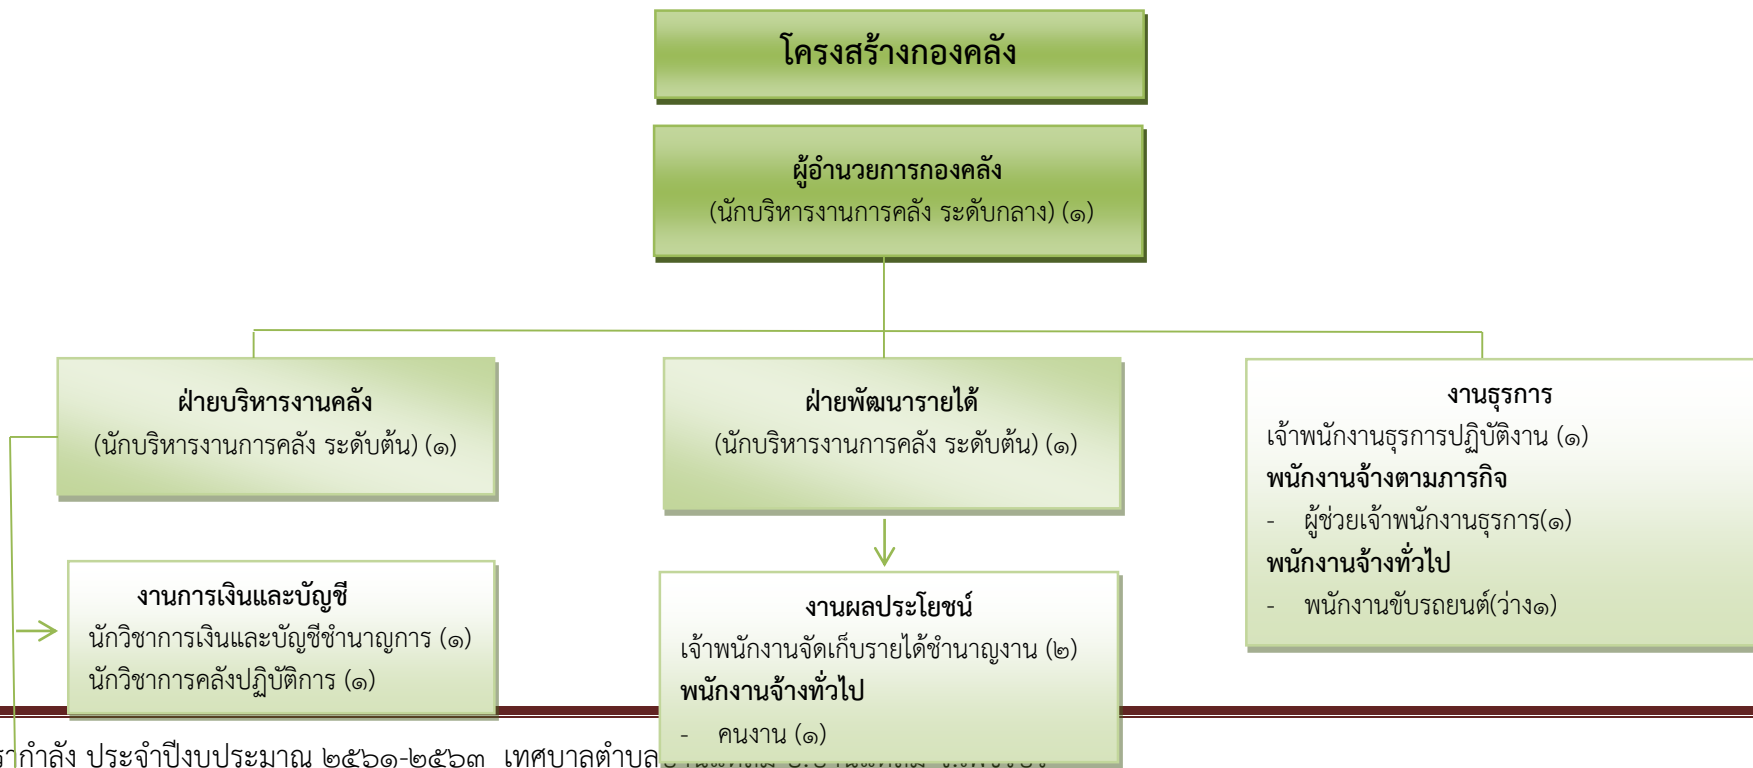 โครงสร้างกองคลัง
ผู้อำนวยการกองคลัง
(นักบริหารงานการคลัง ระดับกลาง) (๑)
ฝ่ายบริหารงานคลัง
(นักบริหารงานการคลัง ระดับต้น) (๑)
ฝ่ายพัฒนารายได้
(นักบริหารงานการคลัง ระดับต้น) (๑)
งานธุรการ
เจ้าพนักงานธุรการปฏิบัติงาน (๑)
พนักงานจ้างตามภารกิจ
- ผู้ช่วยเจ้าพนักงานธุรการ(๑)
พนักงานจ้างทั่วไป
- พนักงานขับรถยนต์(ว่าง๑)
งานการเงินและบัญชี
นักวิชาการเงินและบัญชีชำนาญการ (๑)
นักวิชาการคลังปฏิบัติการ (๑)
งานผลประโยชน์
เจ้าพนักงานจัดเก็บรายได้ชำนาญงาน (๒)
พนักงานจ้างทั่วไป
- คนงาน (๑)
กำลัง ประจำปีงบประมาณ ๒๕๖๑-๒๕๖๓ เทศบาลตำบล